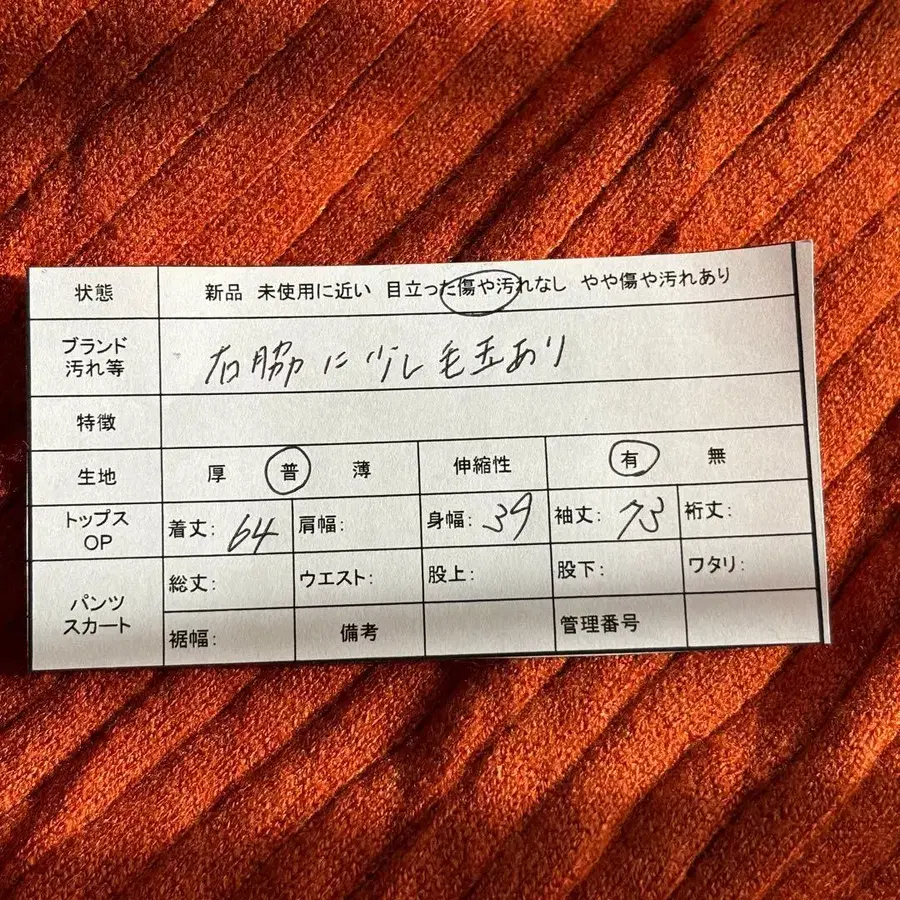 状態 新品 未使用に近い 目立った傷や汚れなし やや傷や汚れあり
ブランド
汚れ等 右脇に少し毛玉あり
特徴
生地 厚 普 薄 伸縮性 有 無
トップス
OP 着丈: 64 肩幅: 身幅: 39 袖丈: 73 裄丈:
パンツ
スカート 総丈: ウエスト: 股上: 股下: ワタリ:
裾幅: 備考 管理番号